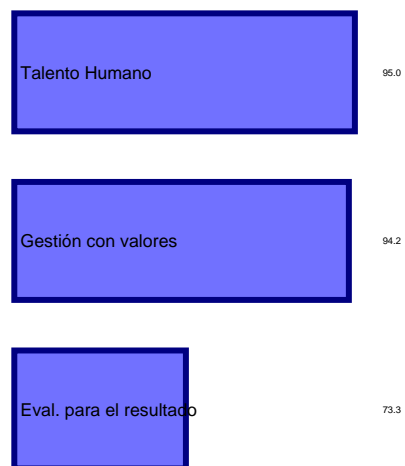 Talento Humano
95.0
Gestión con valores
94.2
Eval. para el resultado
73.3